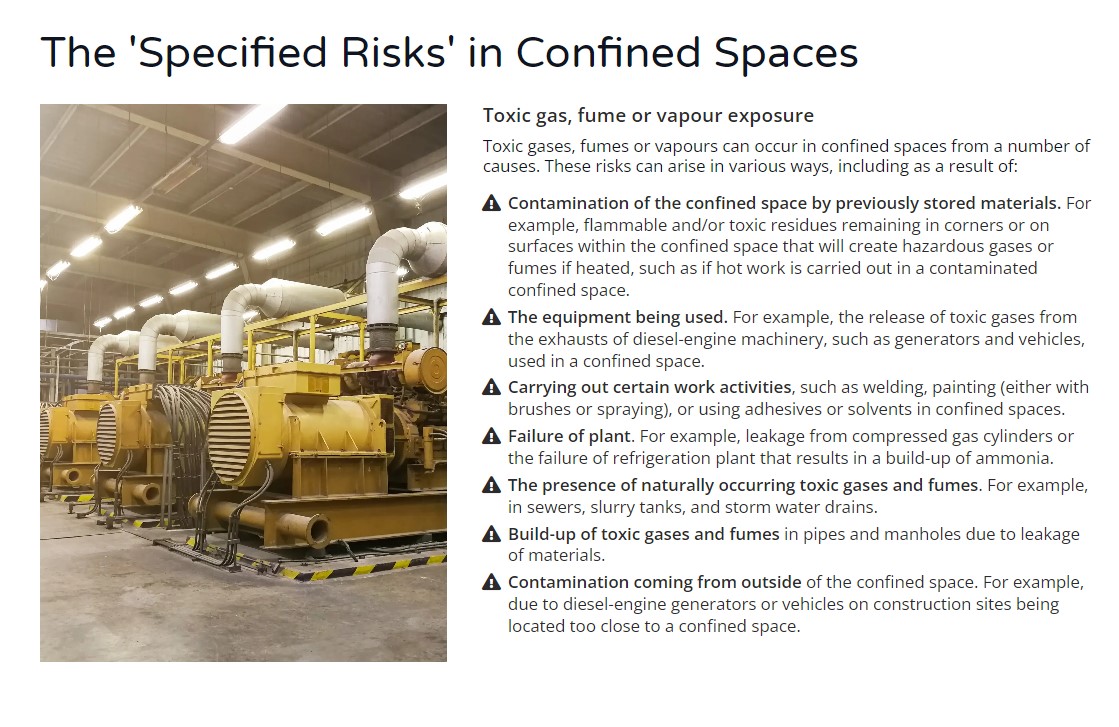 The 'Specified Risks' in Confined Spaces
Toxic gas, fume or vapour exposure
Toxic gases, fumes or vapours can occur in confined spaces from a number of
causes. These risks can arise in various ways, including as a result of:
Contamination of the confined space by previously stored materials. For
example, flammable and/or toxic residues remaining in corners or on
surfaces within the confined space that will create hazardous gases or
fumes if heated, such as if hot work is carried out in a contaminated
confined space.
The equipment being used. For example, the release of toxic gases from
the exhausts of diesel-engine machinery, such as generators and vehicles,
used in a confined space.
Carrying out certain work activities, such as welding, painting (either with
brushes or spraying), or using adhesives or solvents in confined spaces.
Failure of plant. For example, leakage from compressed gas cylinders or
the failure of refrigeration plant that results in a build-up of ammonia.
The presence of naturally occurring toxic gases and fumes. For example,
in sewers, slurry tanks, and storm water drains.
Build-up of toxic gases and fumes in pipes and manholes due to leakage
of materials.
Contamination coming from outside of the confined space. For example,
due to diesel-engine generators or vehicles on construction sites being
located too close to a confined space.